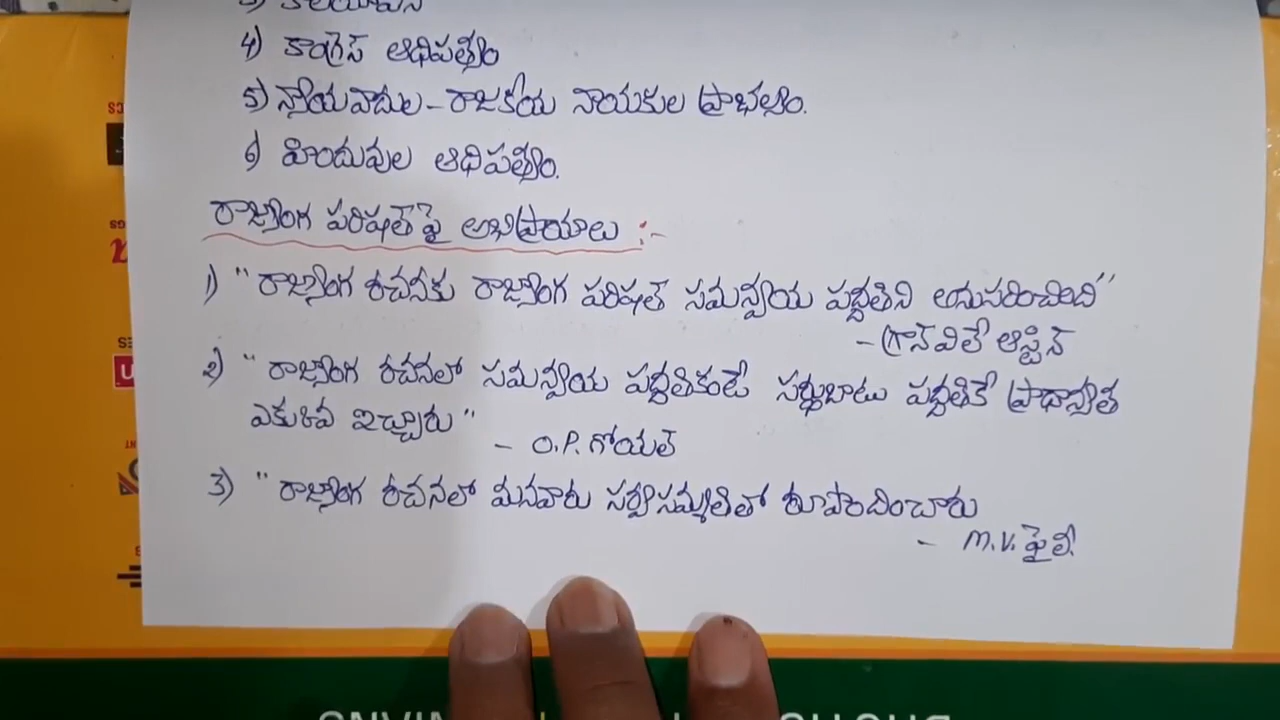 4) కాంగ్రెస్ ఆధిపత్యం
5) న్యాయవాదుల - రాజకీయ నాయకుల ప్రాభల్యం.
6) హిందువుల ఆధిపత్యం.
రాజ్యాంగ పరిషత్ పై అభిప్రాయాలు :-
1) " రాజ్యాంగ రచనకు రాజ్యాంగ పరిషత్ సమన్వయ పద్ధతిని అనుసరించింది"
- గ్రాన్ విలే ఆస్టిన్
2) " రాజ్యాంగ రచనలో సమన్వయ పద్ధతికంటే సర్దుబాటు పద్ధతికే ప్రాధాన్యత
ఎక్కువ ఇచ్చారు"
- O.P. గోయల్
3) " రాజ్యాంగ రచనలో మనవారు సర్వసమ్మతితో రూపొందించారు
- M.V. పైలీ.